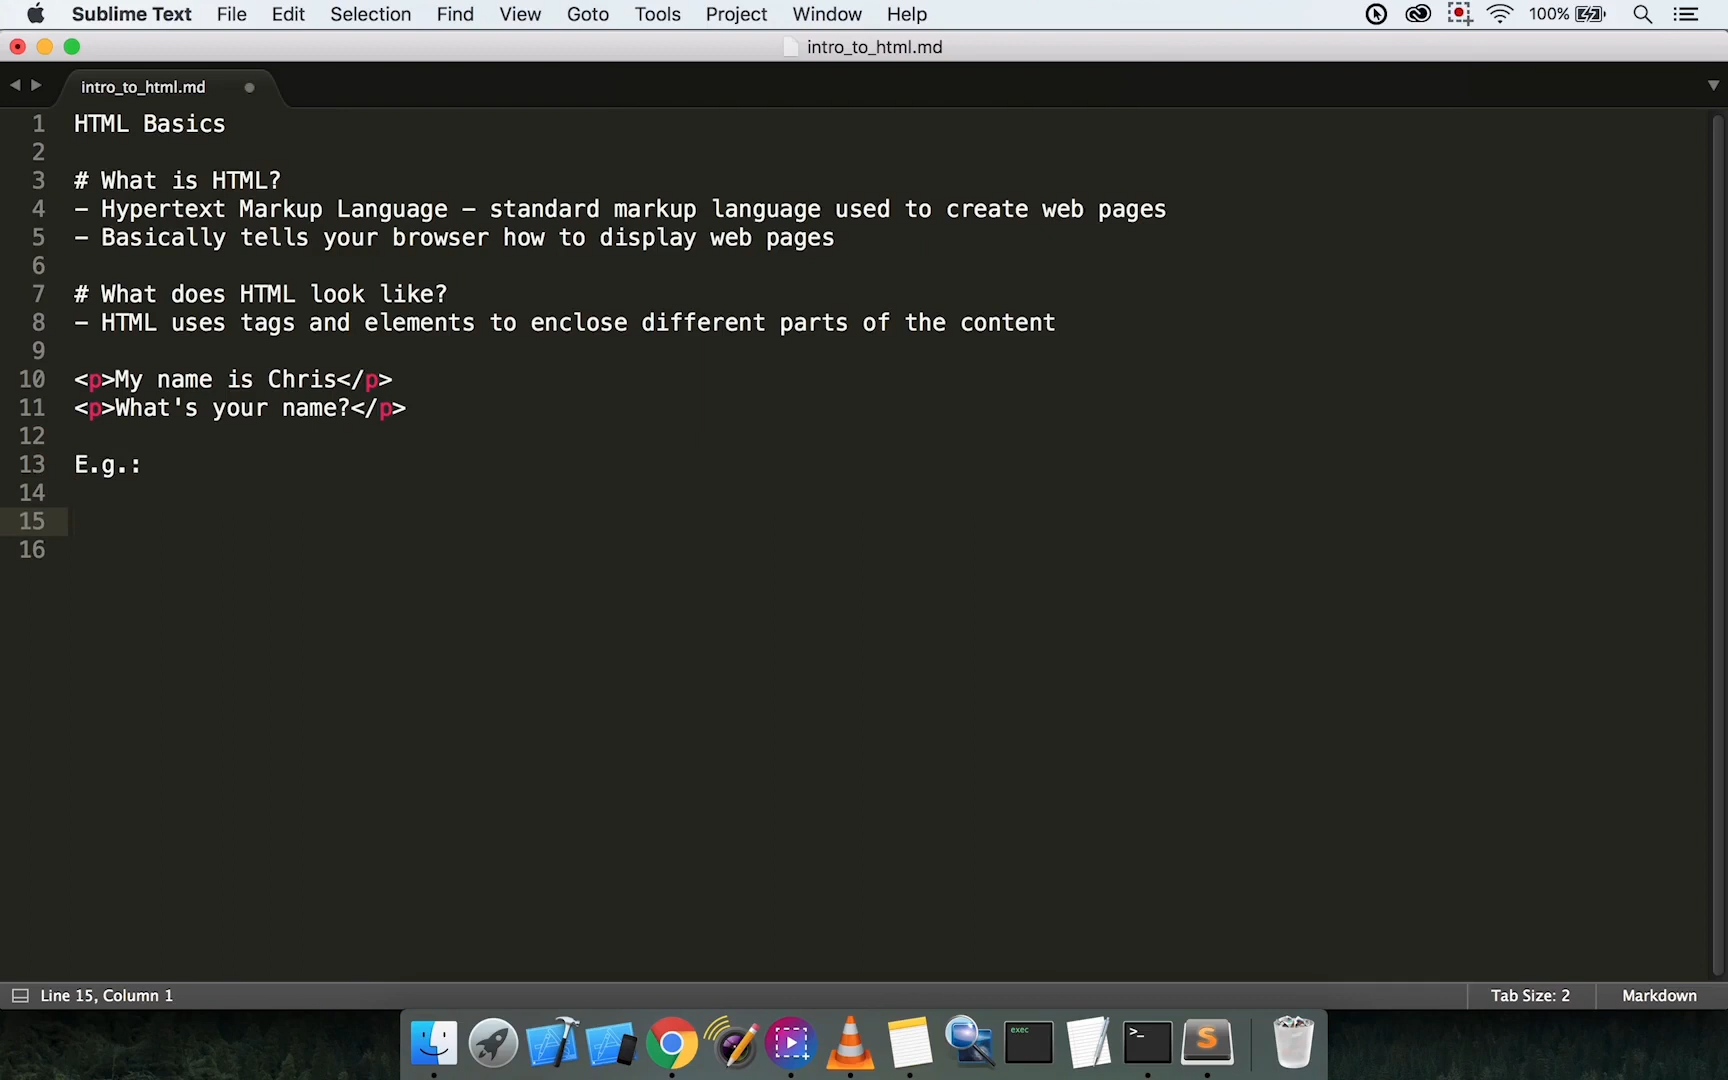 Sublime Text File Edit Selection Find View Goto Tools Project Window Help 100%
intro_to_html.md
intro_to_html.md
1 HTML Basics
2
3 # What is HTML?
4 - Hypertext Markup Language - standard markup language used to create web pages
5 - Basically tells your browser how to display web pages
6
7 # What does HTML look like?
8 - HTML uses tags and elements to enclose different parts of the content
9
10 <p>My name is Chris</p>
11 <p>What's your name?</p>
12
13 E.g.:
14
15
16
Line 15, Column 1 Tab Size: 2 Markdown
exec
>_
S